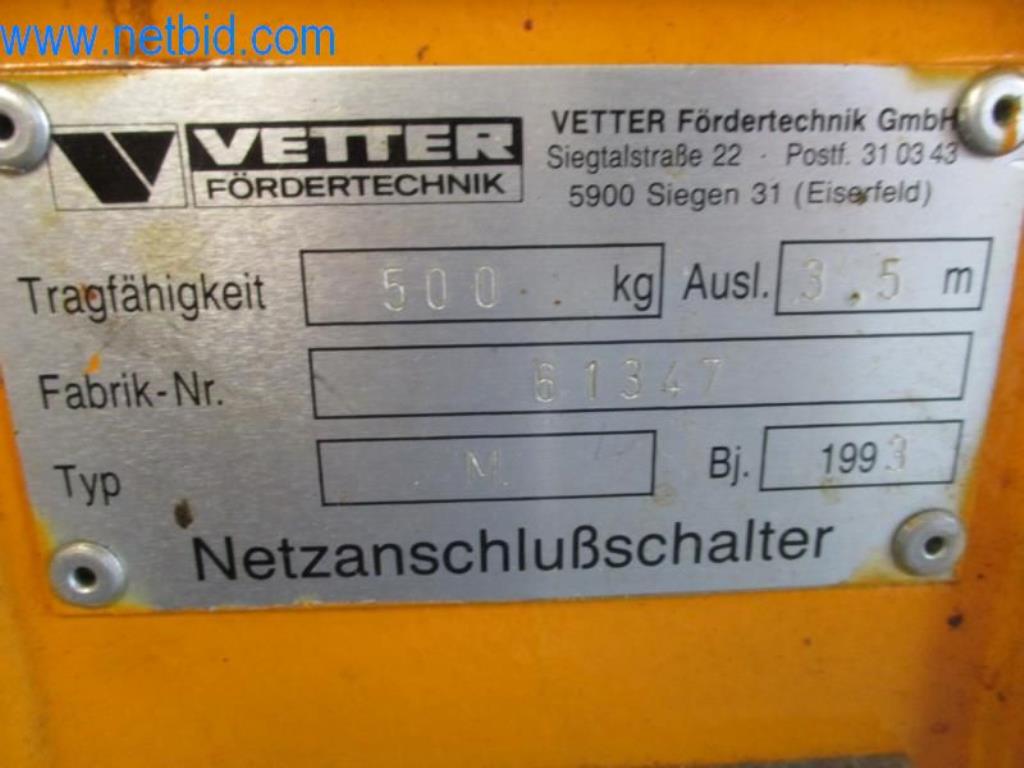 www.netbid.com
VETTER
FÖRDERTECHNIK
VETTER Fördertechnik GmbH
Siegtalstraße 22 · Postf. 31 03 43
5900 Siegen 31 (Eiserfeld)
Tragfähigkeit 500 kg Ausl. 3.5 m
Fabrik-Nr. 61347
Typ M Bj. 1993
Netzanschlußschalter